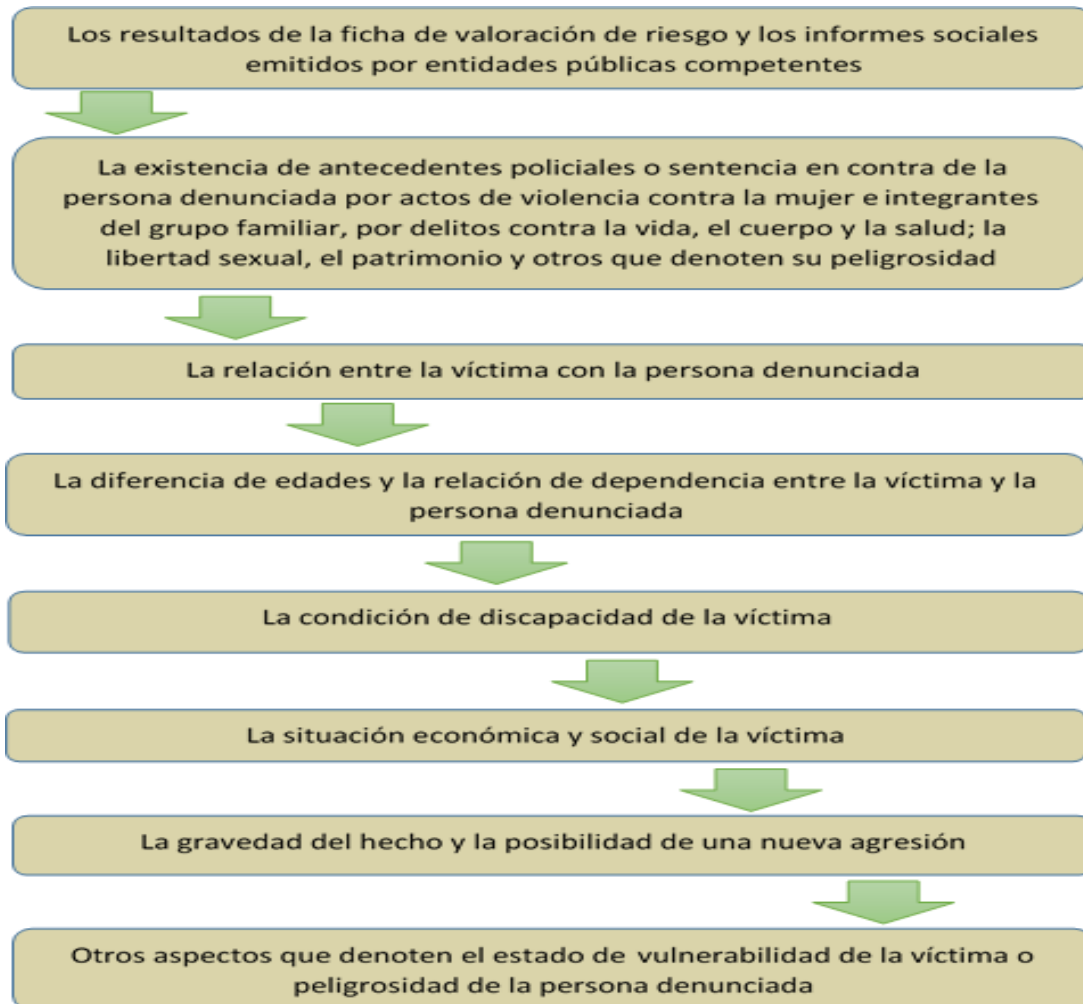 Los resultados de la ficha de valoración de riesgo y los informes sociales
emitidos por entidades públicas competentes
La existencia de antecedentes policiales o sentencia en contra de la
persona denunciada por actos de violencia contra la mujer e integrantes
del grupo familiar, por delitos contra la vida, el cuerpo y la salud; la
libertad sexual, el patrimonio y otros que denoten su peligrosidad
La relación entre la víctima con la persona denunciada
La diferencia de edades y la relación de dependencia entre la víctima y la
persona denunciada
La condición de discapacidad de la víctima
La situación económica y social de la víctima
La gravedad del hecho y la posibilidad de una nueva agresión
Otros aspectos que denoten el estado de vulnerabilidad de la víctima o
peligrosidad de la persona denunciada